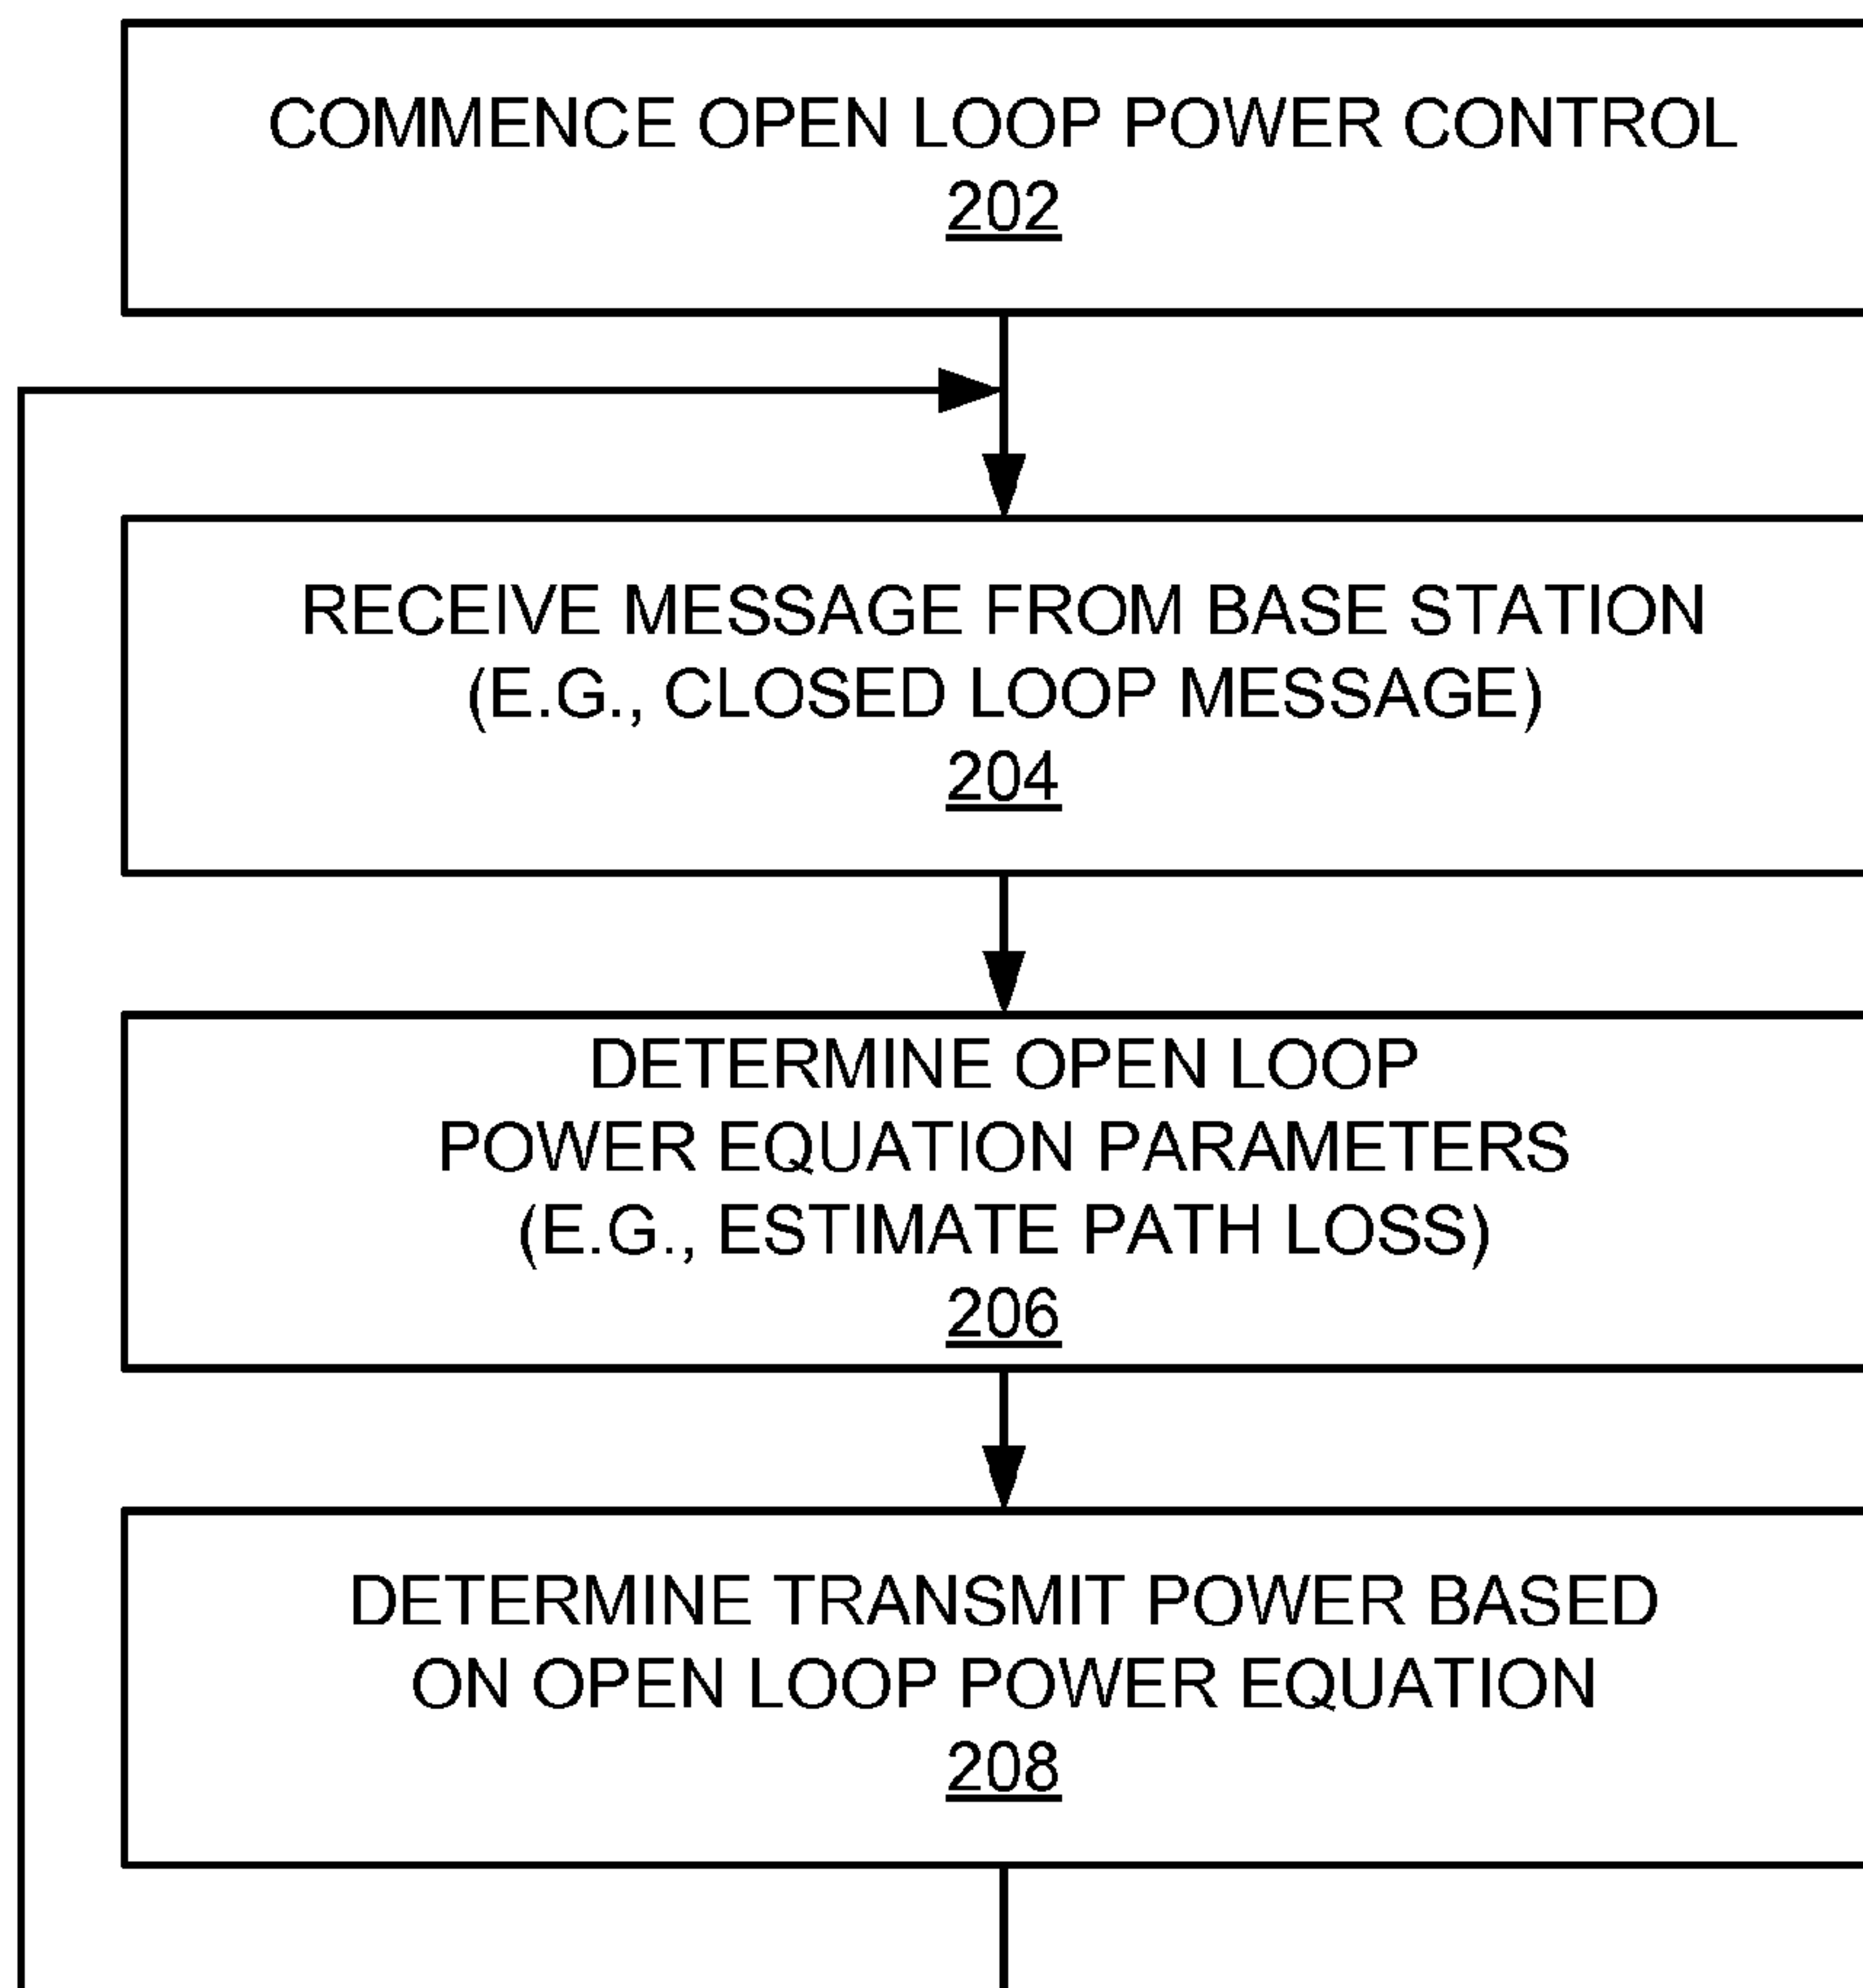 COMMENCE OPEN LOOP POWER CONTROL
202
RECEIVE MESSAGE FROM BASE STATION
(E.G., CLOSED LOOP MESSAGE)
204
DETERMINE OPEN LOOP
POWER EQUATION PARAMETERS
(E.G., ESTIMATE PATH LOSS)
206
DETERMINE TRANSMIT POWER BASED
ON OPEN LOOP POWER EQUATION
208